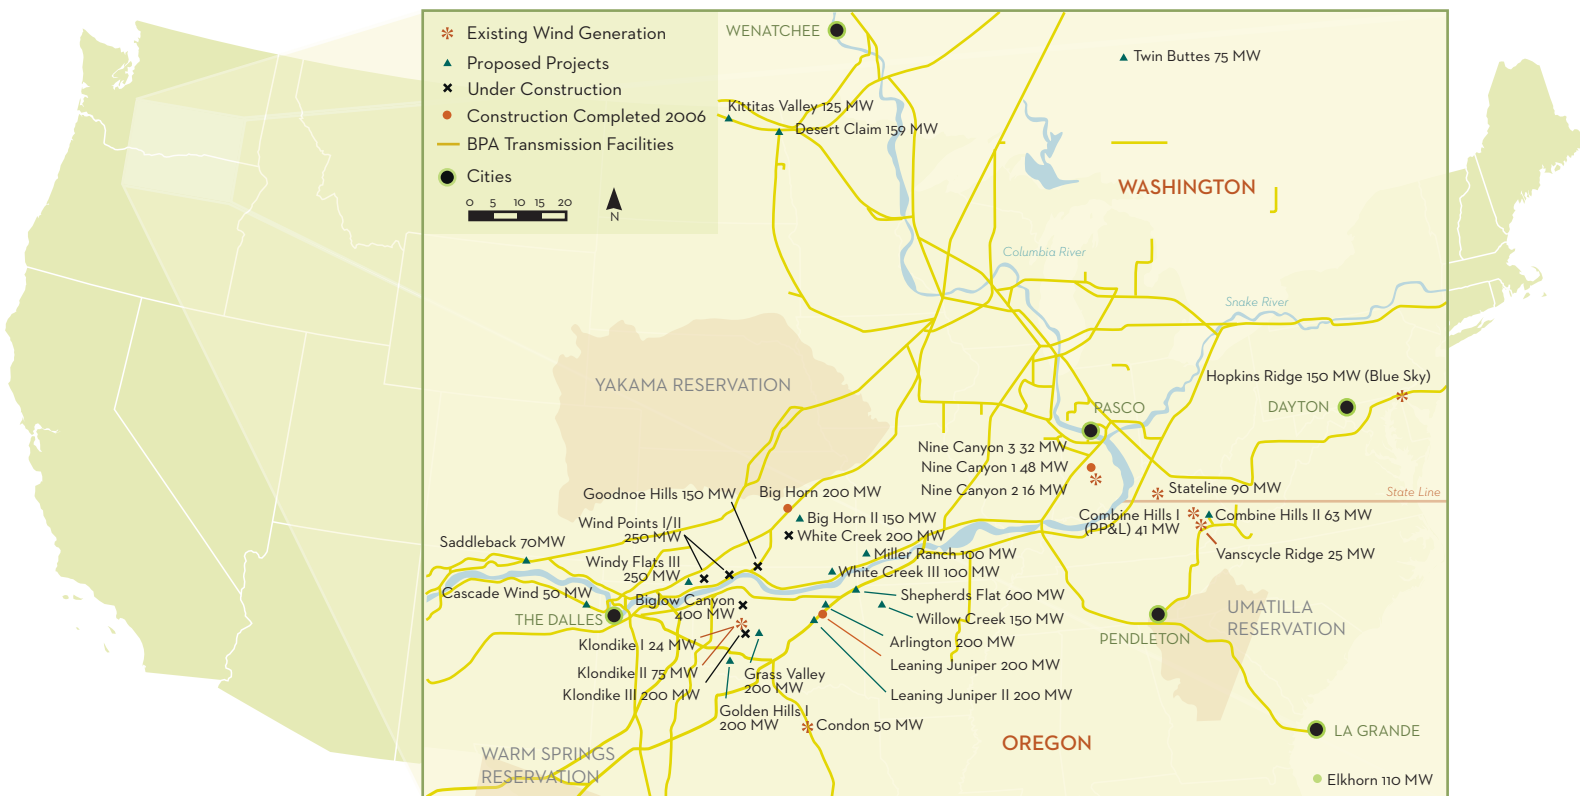 Existing Wind Generation
Proposed Projects
Under Construction
Construction Completed 2006
BPA Transmission Facilities
Cities
0 5 10 15 20
N
WENATCHEE
Twin Buttes 75 MW
Kittitas Valley 125 MW
Desert Claim 159 MW
WASHINGTON
Columbia River
Snake River
YAKAMA RESERVATION
Hopkins Ridge 150 MW (Blue Sky)
DAYTON
PASCO
Nine Canyon 3 32 MW
Nine Canyon 1 48 MW
Nine Canyon 2 16 MW
Stateline 90 MW
State Line
Goodnoe Hills 150 MW
Big Horn 200 MW
Big Horn II 150 MW
White Creek 200 MW
Wind Points I/II
250 MW
Combine Hills I
(PP&L) 41 MW
Combine Hills II 63 MW
Vanscycle Ridge 25 MW
Saddleback 70MW
Windy Flats III
250 MW
Miller Ranch 100 MW
White Creek III 100 MW
Cascade Wind 50 MW
Biglow Canyon
400 MW
Shepherds Flat 600 MW
Willow Creek 150 MW
THE DALLES
UMATILLA
RESERVATION
PENDLETON
Klondike I 24 MW
Arlington 200 MW
Klondike II 75 MW
Leaning Juniper 200 MW
Grass Valley
200 MW
Klondike III 200 MW
Leaning Juniper II 200 MW
Golden Hills I
200 MW
Condon 50 MW
OREGON
LA GRANDE
WARM SPRINGS
RESERVATION
Elkhorn 110 MW